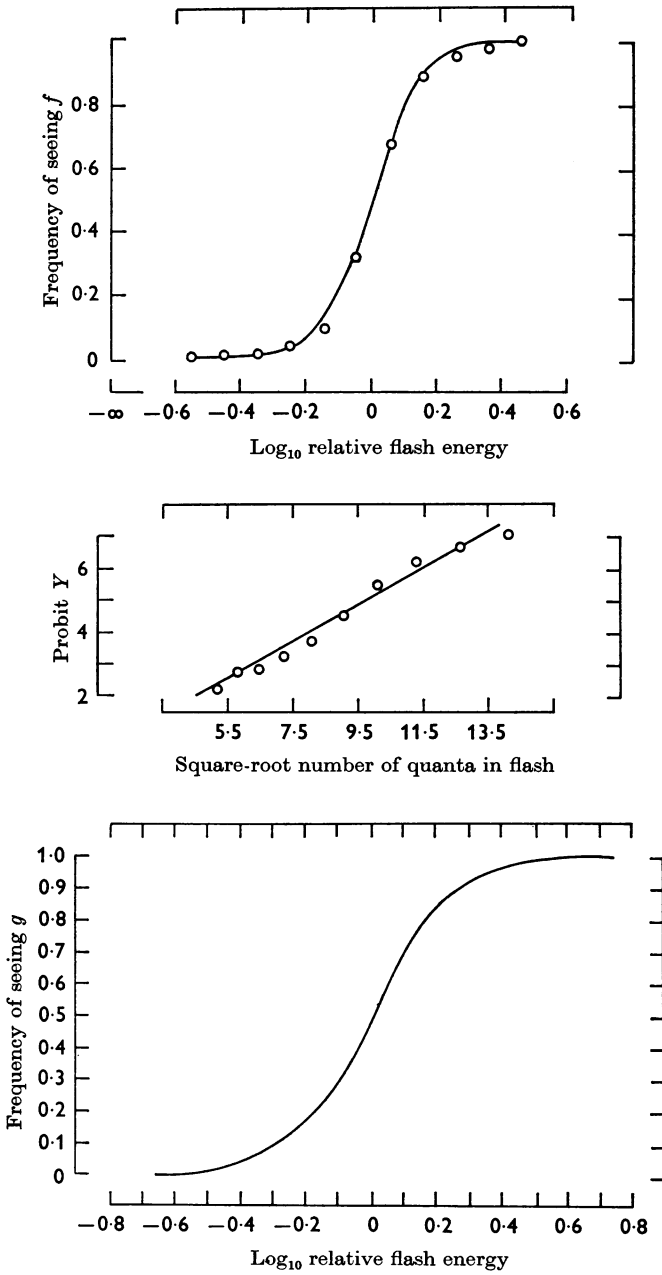 Frequency of seeing f
0·8
0·6
0·4
0·2
0
−∞ −0·6 −0·4 −0·2 0 0·2 0·4 0·6
Log10 relative flash energy
Probit Y
6
4
2
5·5 7·5 9·5 11·5 13·5
Square-root number of quanta in flash
Frequency of seeing g
1·0
0·9
0·8
0·7
0·6
0·5
0·4
0·3
0·2
0·1
0
−0·8 −0·6 −0·4 −0·2 0 0·2 0·4 0·6 0·8
Log10 relative flash energy